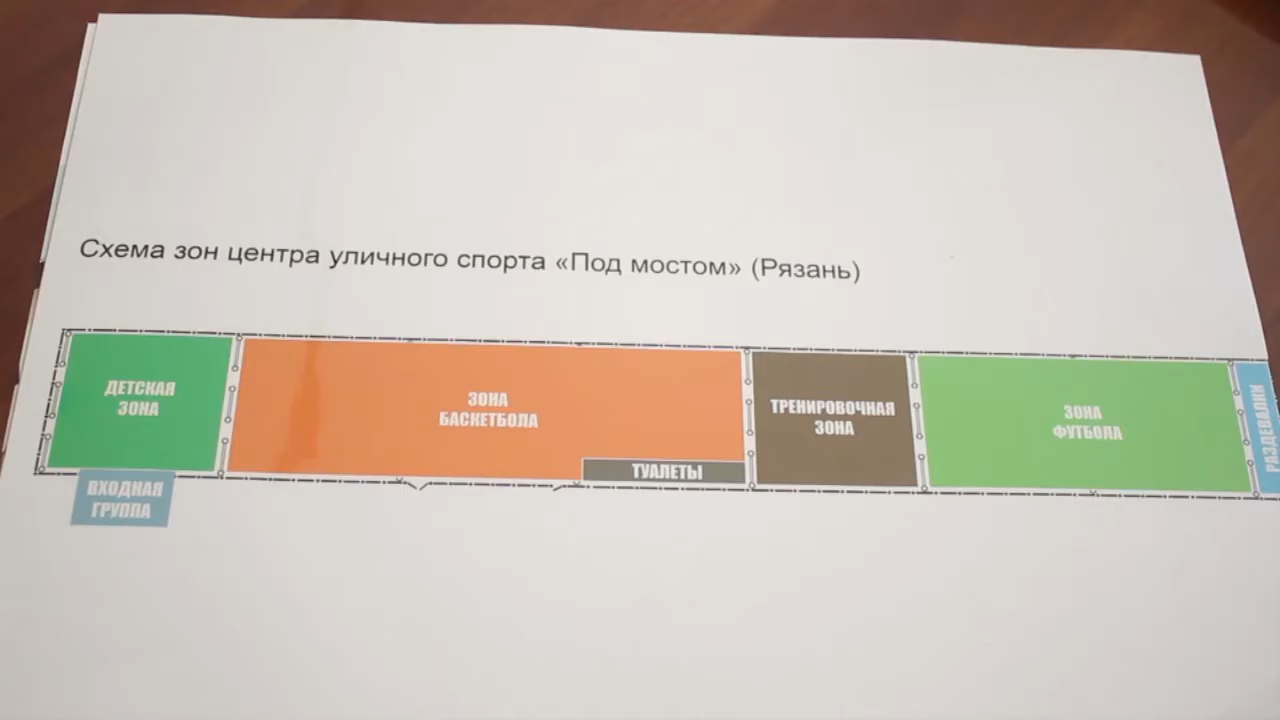 Схема зон центра уличного спорта «Под мостом» (Рязань)
ДЕТСКАЯ
ЗОНА
ЗОНА
БАСКЕТБОЛА
ТУАЛЕТЫ
ТРЕНИРОВОЧНАЯ
ЗОНА
ЗОНА
ФУТБОЛА
РАЗДЕВАЛКИ
ВХОДНАЯ
ГРУППА